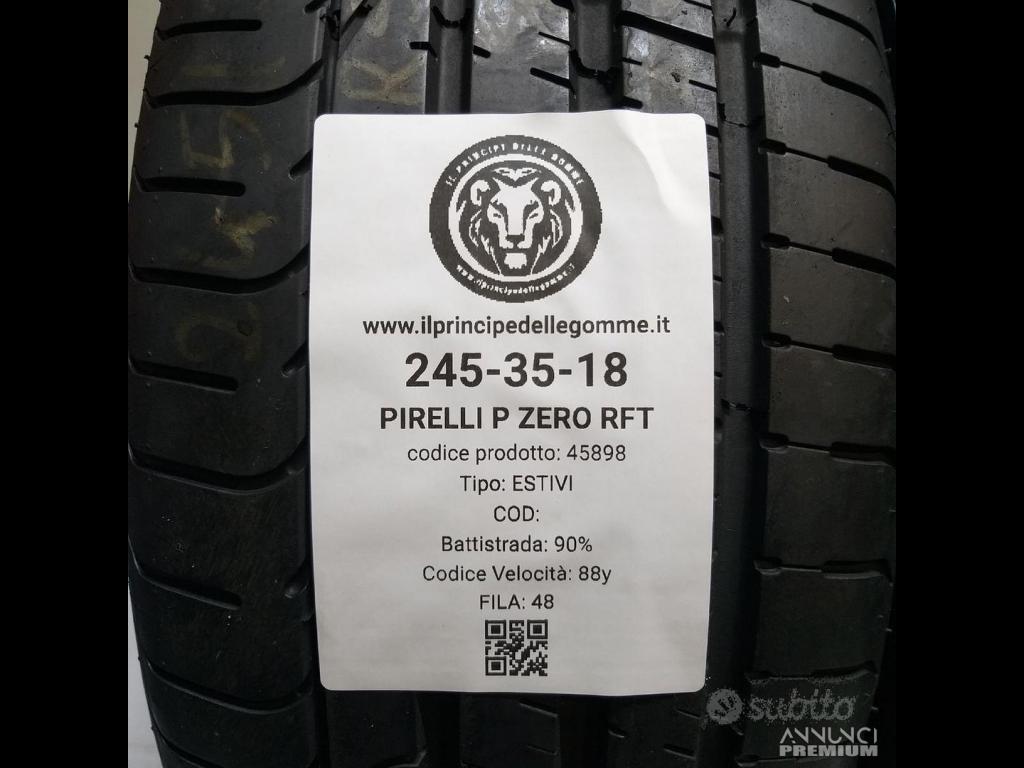 IL PRINCIPE DELLE GOMME
www.ilprincipedellegomme.it
www.ilprincipedellegomme.it
245-35-18
PIRELLI P ZERO RFT
codice prodotto: 45898
Tipo: ESTIVI
COD:
Battistrada: 90%
Codice Velocità: 88y
FILA: 48
subito
ANNUNCI
PREMIUM